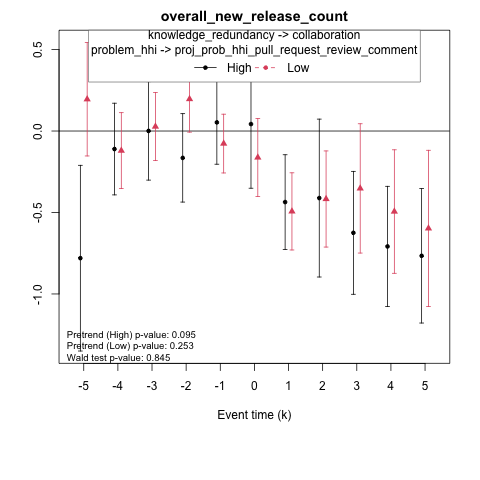 overall_new_release_count
knowledge_redundancy -> collaboration
problem_hhi -> proj_prob_hhi_pull_request_review_comment
High Low
0.5
0.0
-0.5
-1.0
Pretrend (High) p-value: 0.095
Pretrend (Low) p-value: 0.253
Wald test p-value: 0.845
-5 -4 -3 -2 -1 0 1 2 3 4 5
Event time (k)